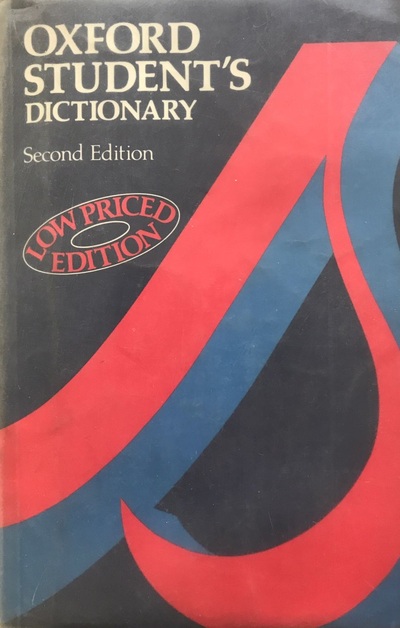 OXFORD
STUDENT'S
DICTIONARY
Second Edition
LOW PRICED
EDITION